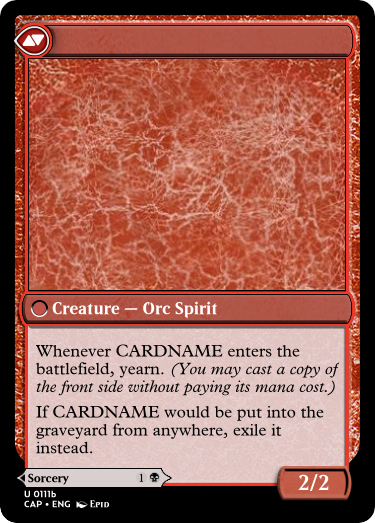 Creature — Orc Spirit
Whenever CARDNAME enters the
battlefield, yearn. (You may cast a copy of
the front side without paying its mana cost.)
If CARDNAME would be put into the
graveyard from anywhere, exile it
instead.
Sorcery 1
2/2
U 0111b
CAP • ENG Epid